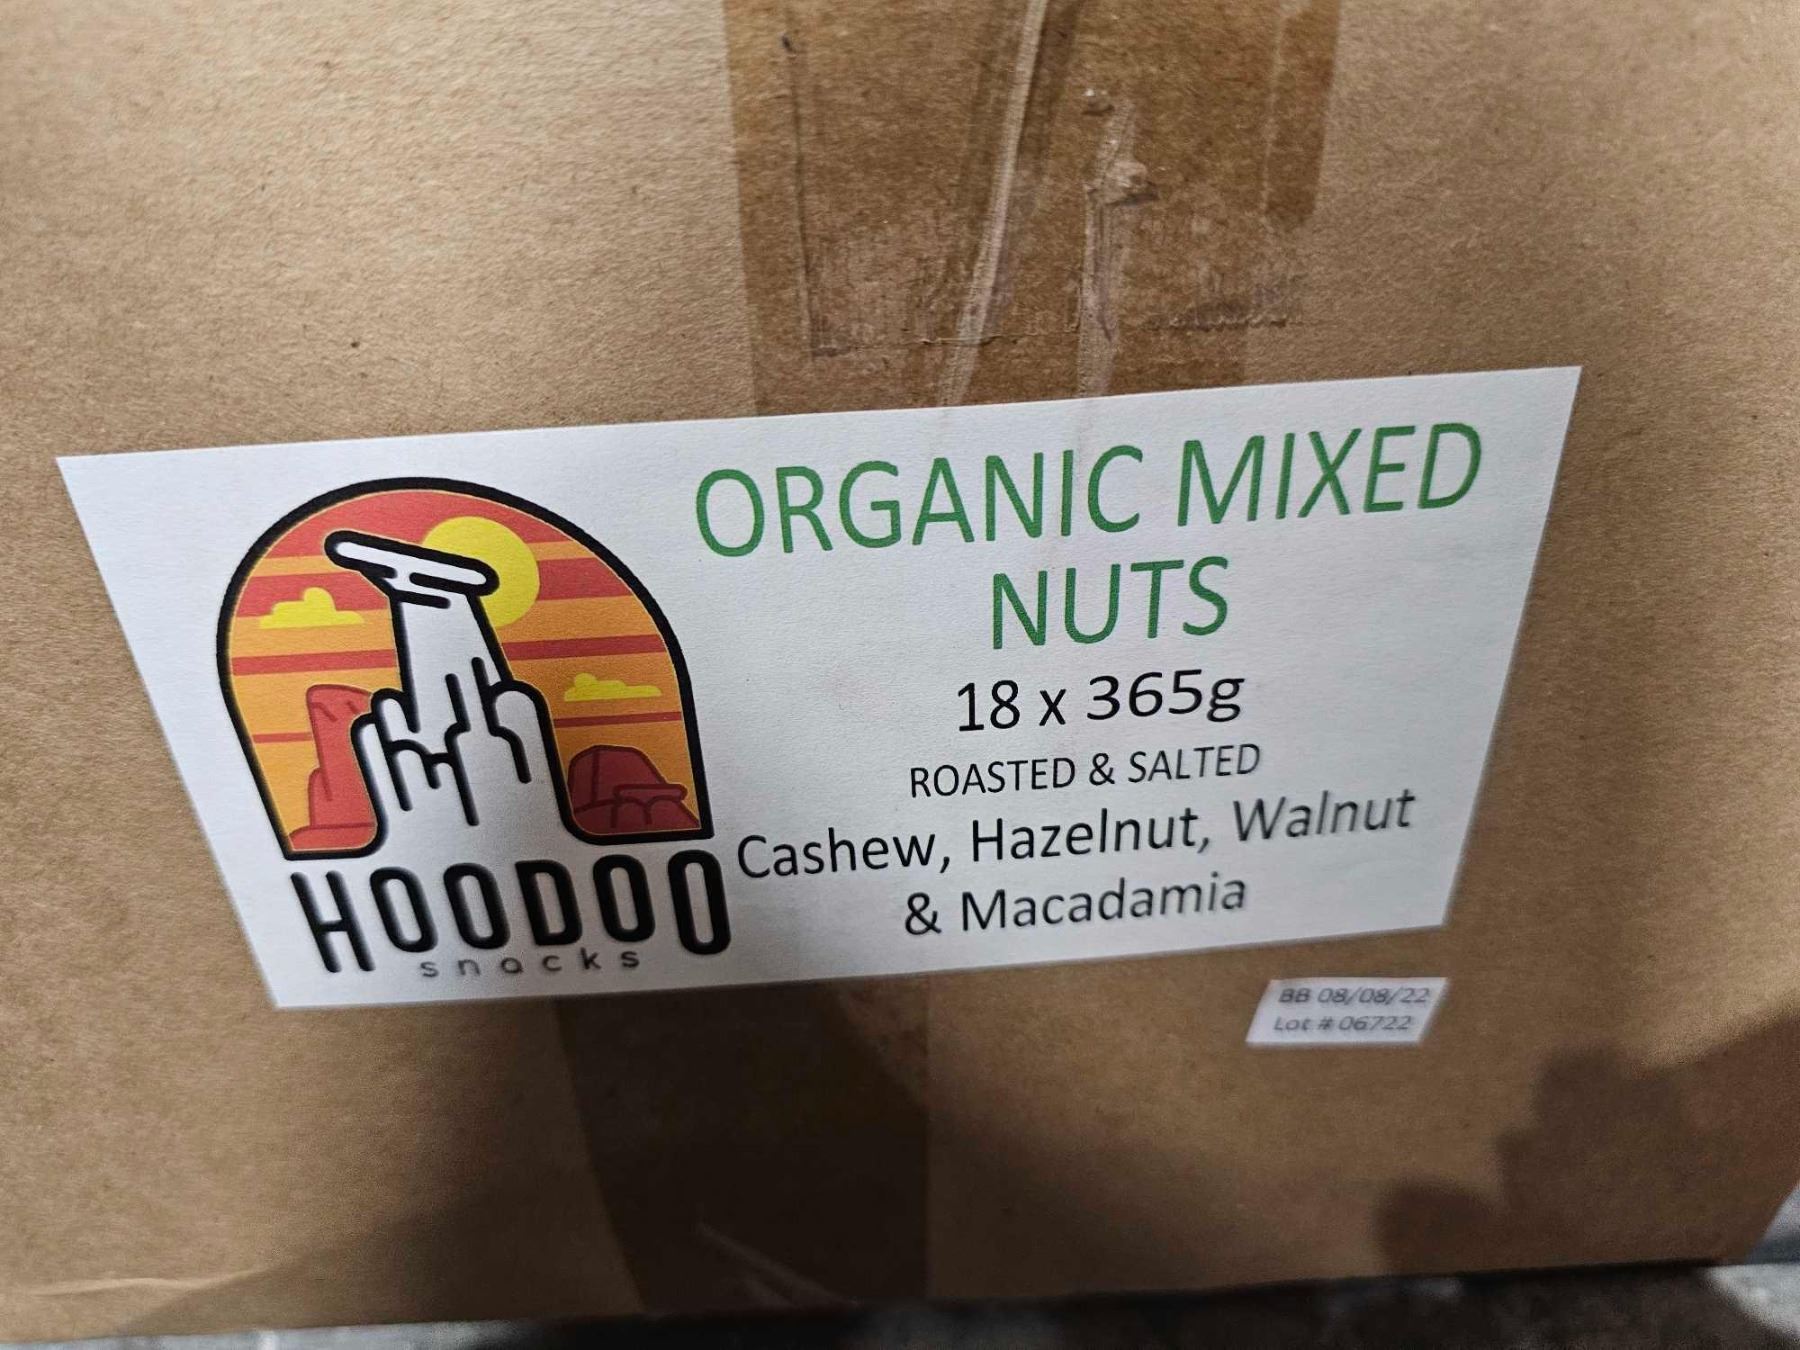 ORGANIC MIXED
NUTS
18 x 365g
ROASTED & SALTED
Cashew, Hazelnut, Walnut
& Macadamia
HOODOO
snacks
BB 08/08/22
Lot # 06722